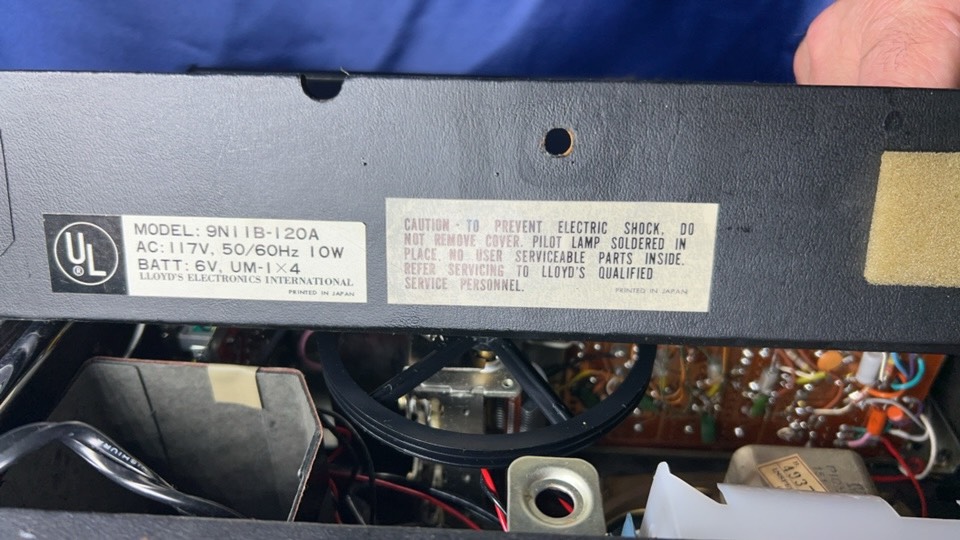 UL
®
MODEL: 9N11B-120A
AC: 117V, 50/60Hz 10W
BATT: 6V, UM-1×4
LLOYD'S ELECTRONICS INTERNATIONAL
PRINTED IN JAPAN
CAUTION - TO PREVENT ELECTRIC SHOCK, DO
NOT REMOVE COVER. PILOT LAMP SOLDERED IN
PLACE. NO USER SERVICEABLE PARTS INSIDE.
REFER SERVICING TO LLOYD'S QUALIFIED
SERVICE PERSONNEL.
PRINTED IN JAPAN